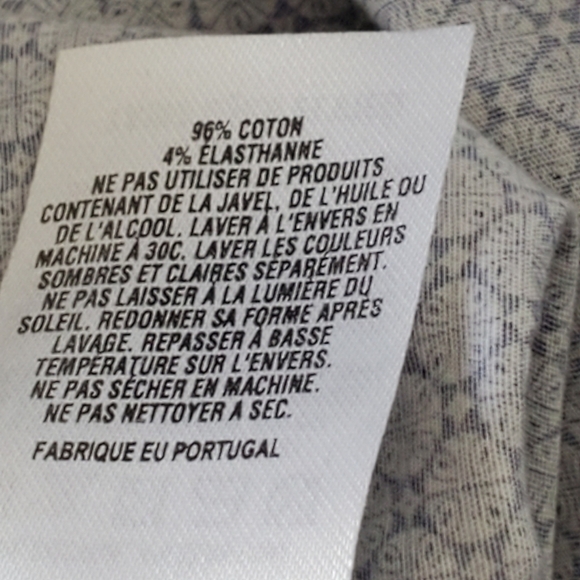 96% COTON
4% ÉLASTHANNE
NE PAS UTILISER DE PRODUITS
CONTENANT DE LA JAVEL, DE L'HUILE OU
DE L'ALCOOL. LAVER À L'ENVERS EN
MACHINE À 30C. LAVER LES COULEURS
SOMBRES ET CLAIRES SÉPARÉMENT.
NE PAS LAISSER À LA LUMIÈRE DU
SOLEIL. REDONNER SA FORME APRÈS
LAVAGE. REPASSER À BASSE
TEMPÉRATURE SUR L'ENVERS.
NE PAS SÉCHER EN MACHINE.
NE PAS NETTOYER À SEC.
FABRIQUE EU PORTUGAL